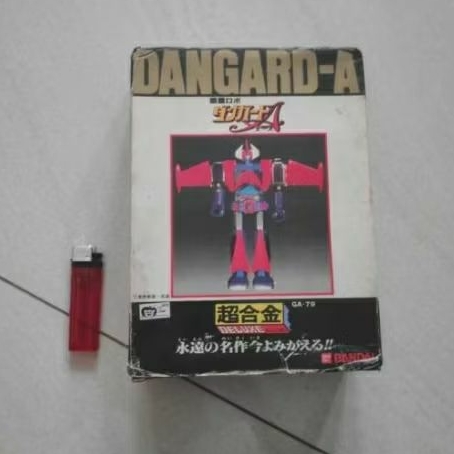 DANGARD-A
惑星ロボ
ダンガードA
GA-79
超合金
DELUXE
永遠の名作今よみがえる!!
BANDAI